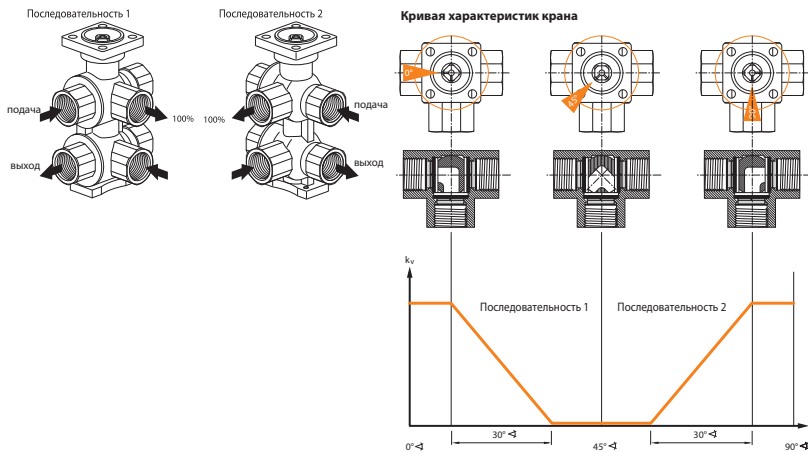 Последовательность 1
Последовательность 2
подача
100%
выход
100%
подача
выход
Кривая характеристик крана
0°
45°
90°
kv
Последовательность 1
Последовательность 2
30° ∢
30° ∢
0° ∢
45° ∢
90° ∢